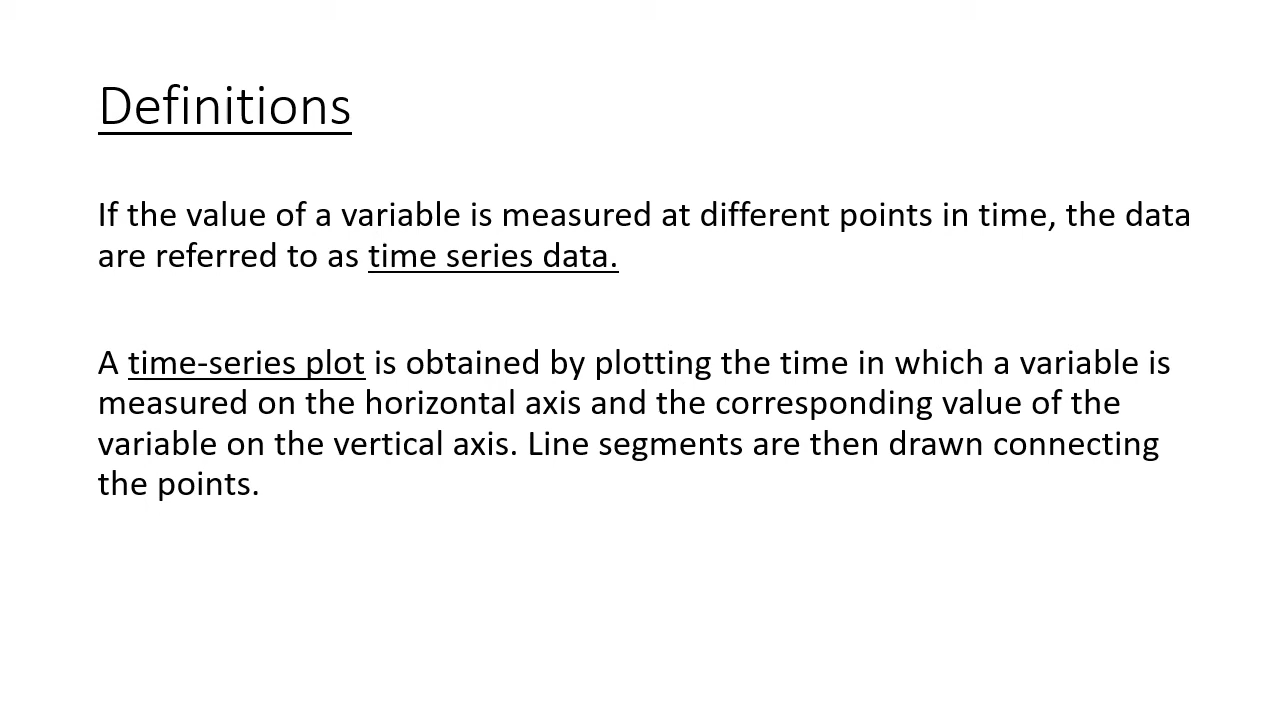 Definitions
If the value of a variable is measured at different points in time, the data
are referred to as time series data.
A time-series plot is obtained by plotting the time in which a variable is
measured on the horizontal axis and the corresponding value of the
variable on the vertical axis. Line segments are then drawn connecting
the points.